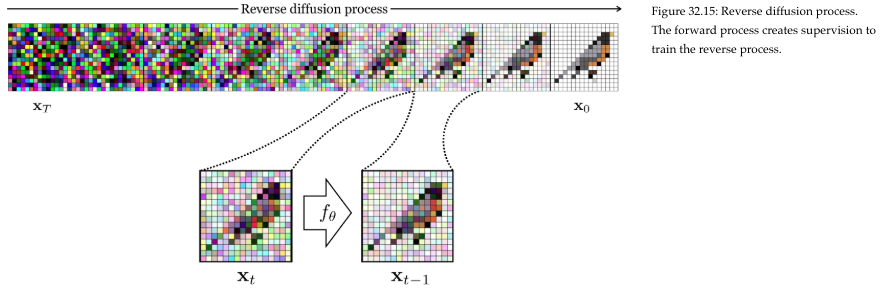 Reverse diffusion process
Figure 32.15: Reverse diffusion process.
The forward process creates supervision to
train the reverse process.
x_T
x_0
f_θ
x_t
x_{t−1}